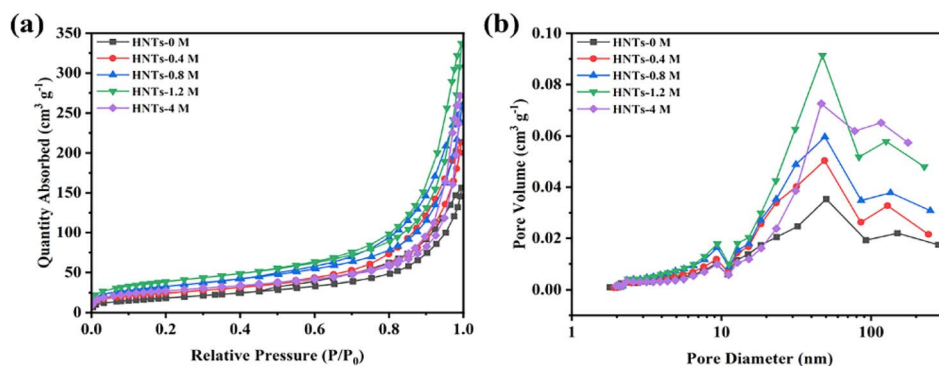 (a)
350
300
250
200
150
100
50
0
Quantity Absorbed (cm³ g⁻¹)
HNTs-0 M
HNTs-0.4 M
HNTs-0.8 M
HNTs-1.2 M
HNTs-4 M
0.0 0.2 0.4 0.6 0.8 1.0
Relative Pressure (P/P₀)
(b)
0.10
0.08
0.06
0.04
0.02
0.00
Pore Volume (cm³ g⁻¹)
HNTs-0 M
HNTs-0.4 M
HNTs-0.8 M
HNTs-1.2 M
HNTs-4 M
1 10 100
Pore Diameter (nm)